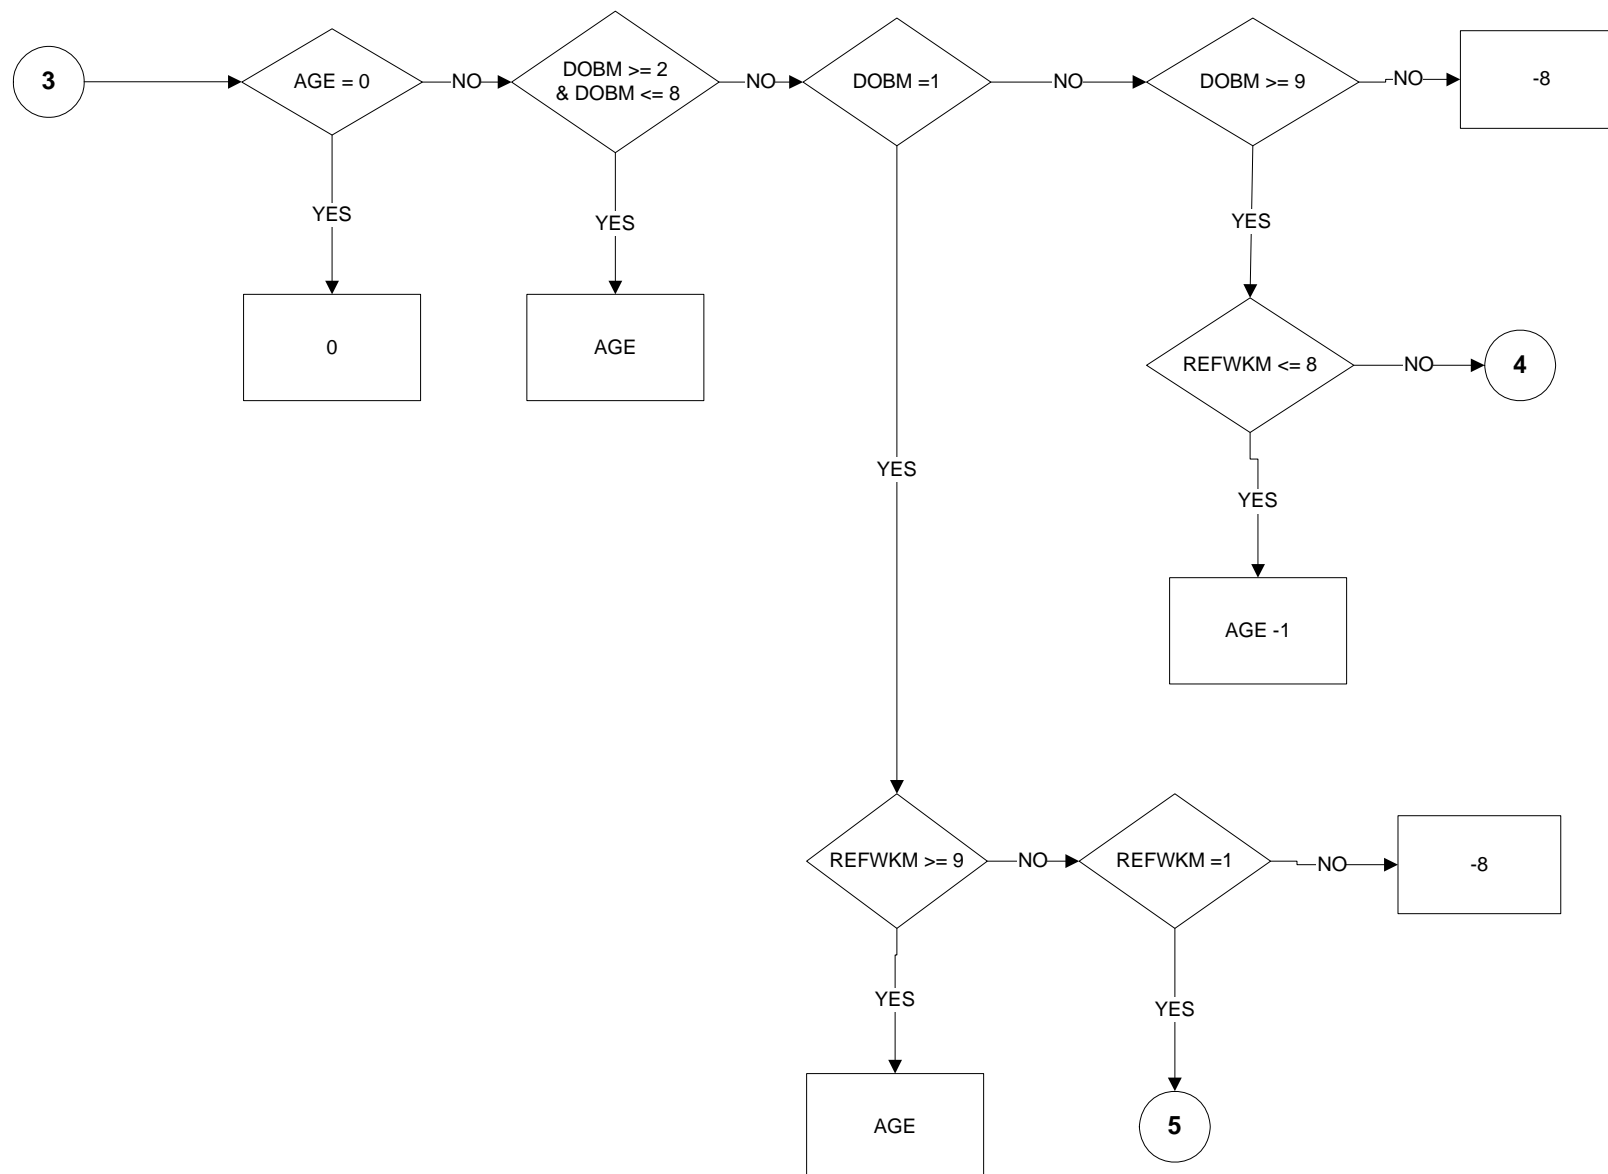 3
AGE = 0
NO
DOBM >= 2
& DOBM <= 8
NO
DOBM =1
NO
DOBM >= 9
NO
-8
YES
YES
YES
0
AGE
REFWKM <= 8
NO
4
YES
YES
AGE -1
REFWKM >= 9
NO
REFWKM =1
NO
-8
YES
YES
AGE
5